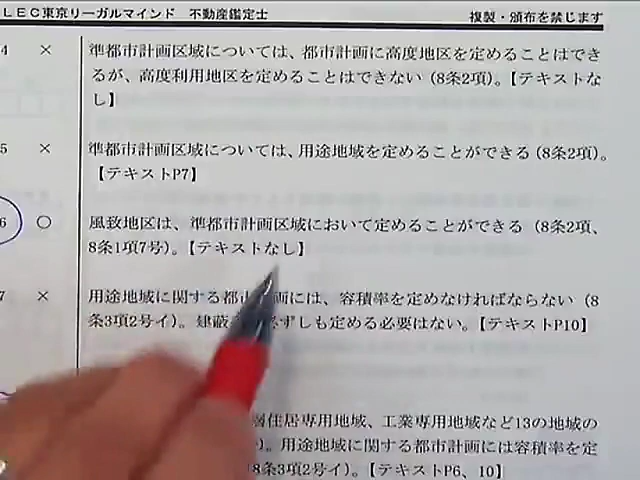 LEC東京リーガルマインド 不動産鑑定士 複製・頒布を禁じます
4 × 準都市計画区域については、都市計画に高度地区を定めることはでき
るが、高度利用地区を定めることはできない（8条2項）。【テキストな
し】
5 × 準都市計画区域については、用途地域を定めることができる（8条2項）。
【テキストP7】
6 ○ 風致地区は、準都市計画区域において定めることができる（8条2項、
8条1項7号）。【テキストなし】
7 × 用途地域に関する都市画には、容積率を定めなければならない（8
条3項2号イ）。建蔽ずしも定める必要はない。【テキストP10】
住居専用地域、工業専用地域など13の地域の
）。用途地域に関する都市計画には容積率を定
8条3項2号イ）。【テキストP6、10】